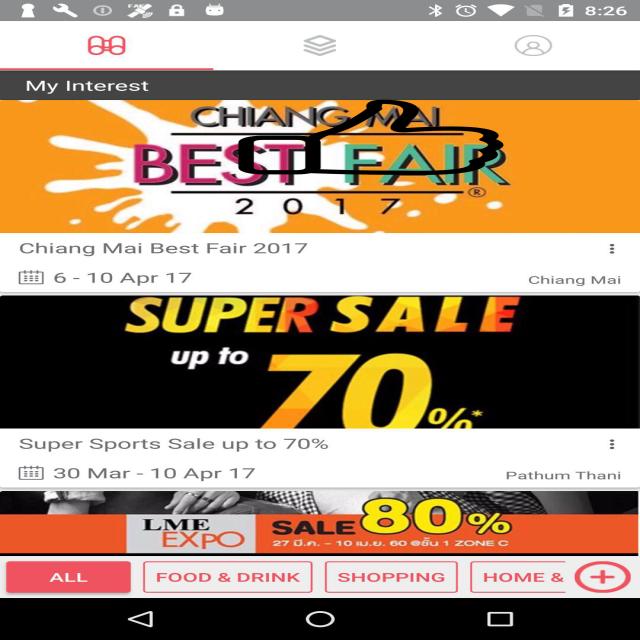 8:26
My Interest
CHIANG MAI
BEST FAIR
®
2017
Chiang Mai Best Fair 2017
6 - 10 Apr 17
Chiang Mai
SUPER SALE
up to
70%*
Super Sports Sale up to 70%
30 Mar - 10 Apr 17
Pathum Thani
LME
EXPO
SALE 80%
27 มี.ค. - 10 เม.ย. 60 @ชั้น 1 ZONE C
ALL
FOOD & DRINK
SHOPPING
HOME &